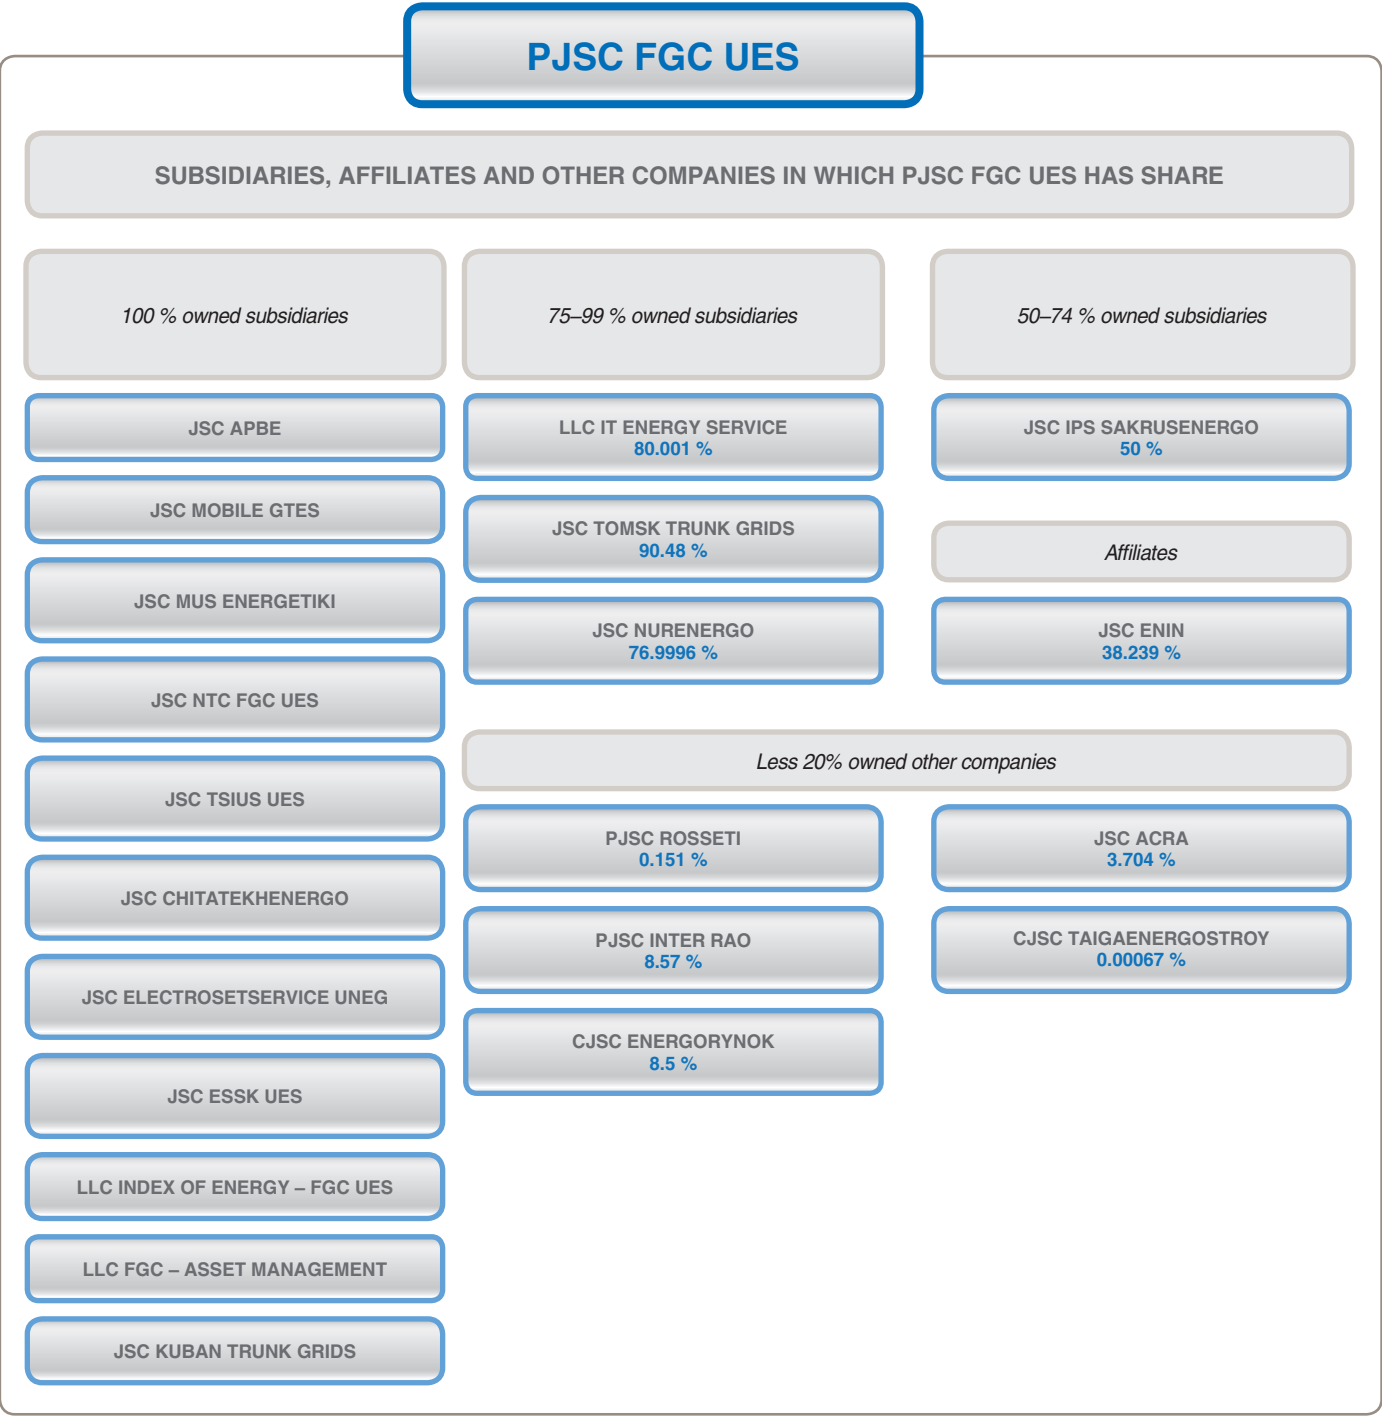 PJSC FGC UES
SUBSIDIARIES, AFFILIATES AND OTHER COMPANIES IN WHICH PJSC FGC UES HAS SHARE
100 % owned subsidiaries
JSC APBE
JSC MOBILE GTES
JSC MUS ENERGETIKI
JSC NTC FGC UES
JSC TSIUS UES
JSC CHITATEKHENERGO
JSC ELECTROSETSERVICE UNEG
JSC ESSK UES
LLC INDEX OF ENERGY – FGC UES
LLC FGC – ASSET MANAGEMENT
JSC KUBAN TRUNK GRIDS
75–99 % owned subsidiaries
LLC IT ENERGY SERVICE
80.001 %
JSC TOMSK TRUNK GRIDS
90.48 %
JSC NURENERGO
76.9996 %
50–74 % owned subsidiaries
JSC IPS SAKRUSENERGO
50 %
Affiliates
JSC ENIN
38.239 %
Less 20% owned other companies
PJSC ROSSETI
0.151 %
PJSC INTER RAO
8.57 %
CJSC ENERGORYNOK
8.5 %
JSC ACRA
3.704 %
CJSC TAIGAENERGOSTROY
0.00067 %